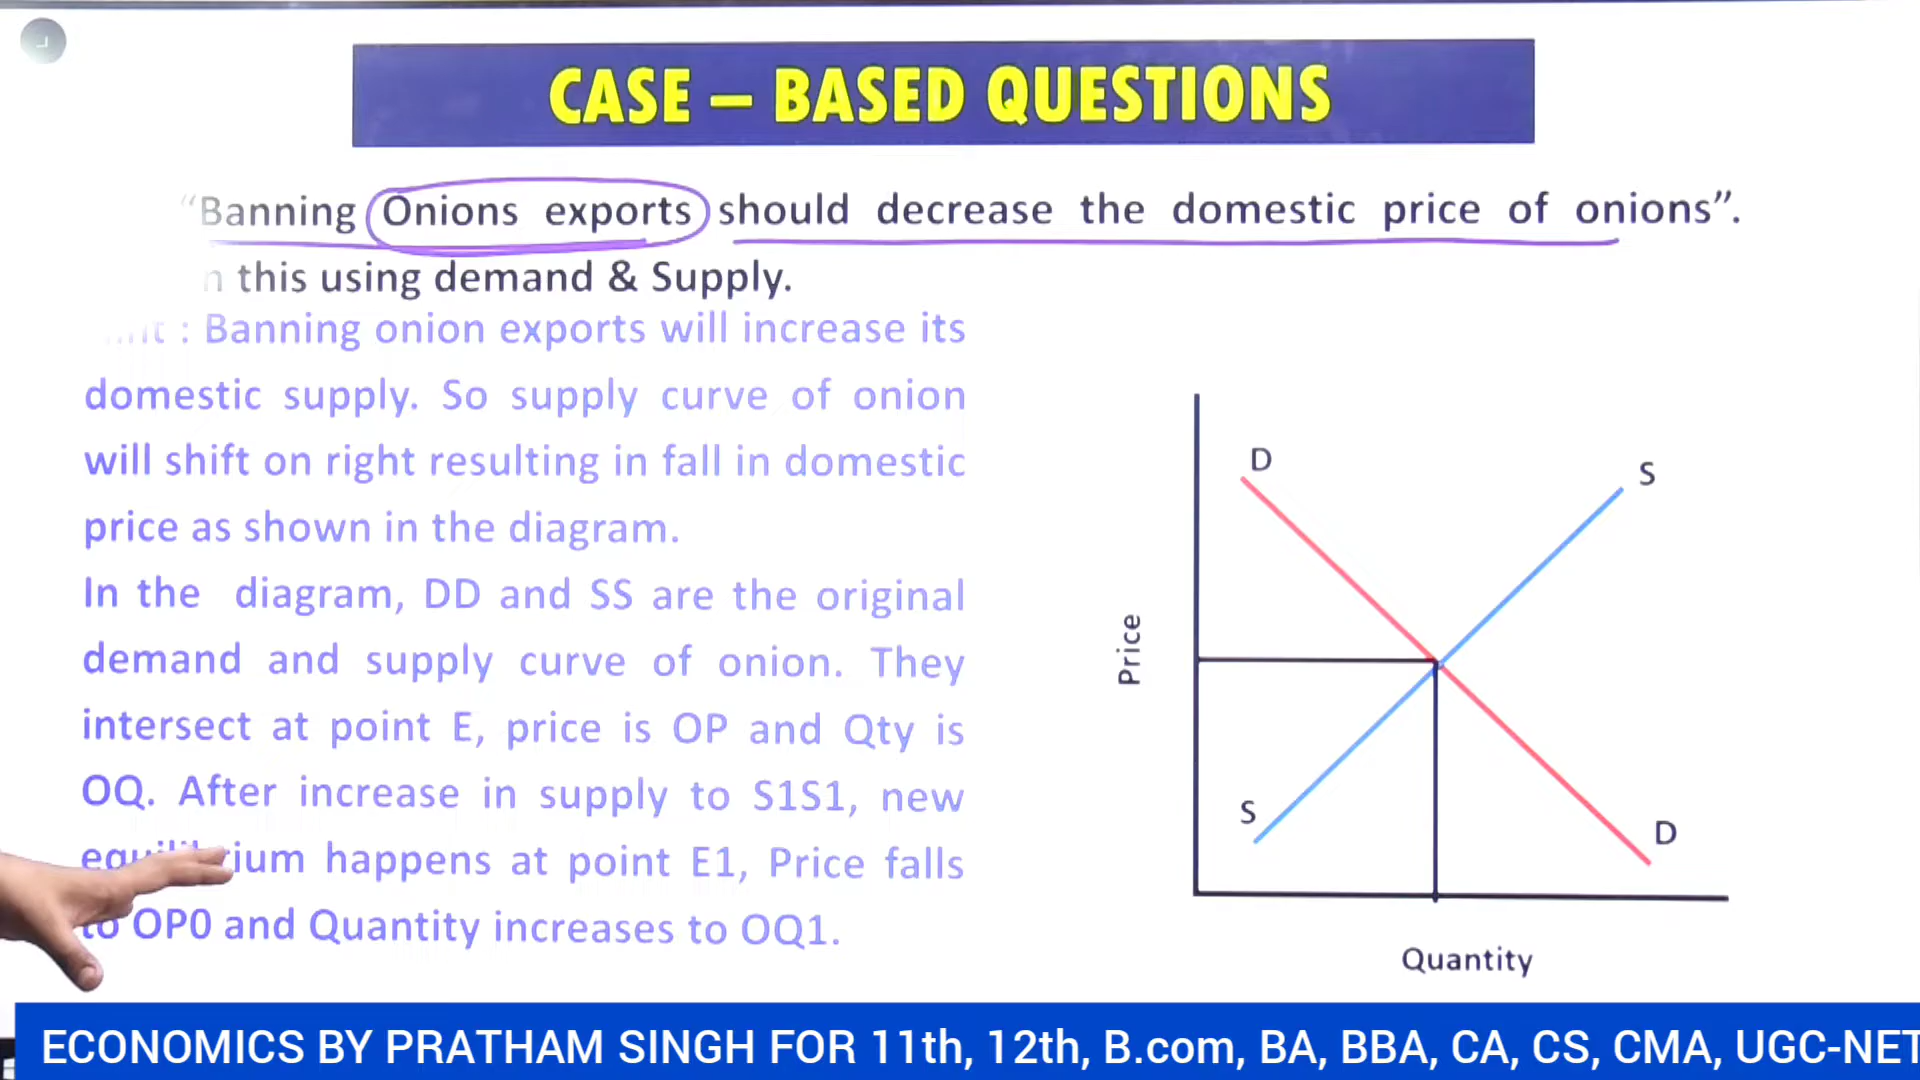 CASE – BASED QUESTIONS
“Banning Onions exports should decrease the domestic price of onions”.
this using demand & Supply.
: Banning onion exports will increase its
domestic supply. So supply curve of onion
will shift on right resulting in fall in domestic
price as shown in the diagram.
In the diagram, DD and SS are the original
demand and supply curve of onion. They
intersect at point E, price is OP and Qty is
OQ. After increase in supply to S1S1, new
equilibrium happens at point E1, Price falls
to OP0 and Quantity increases to OQ1.
D
S
Price
S
D
Quantity
ECONOMICS BY PRATHAM SINGH FOR 11th, 12th, B.com, BA, BBA, CA, CS, CMA, UGC-NET